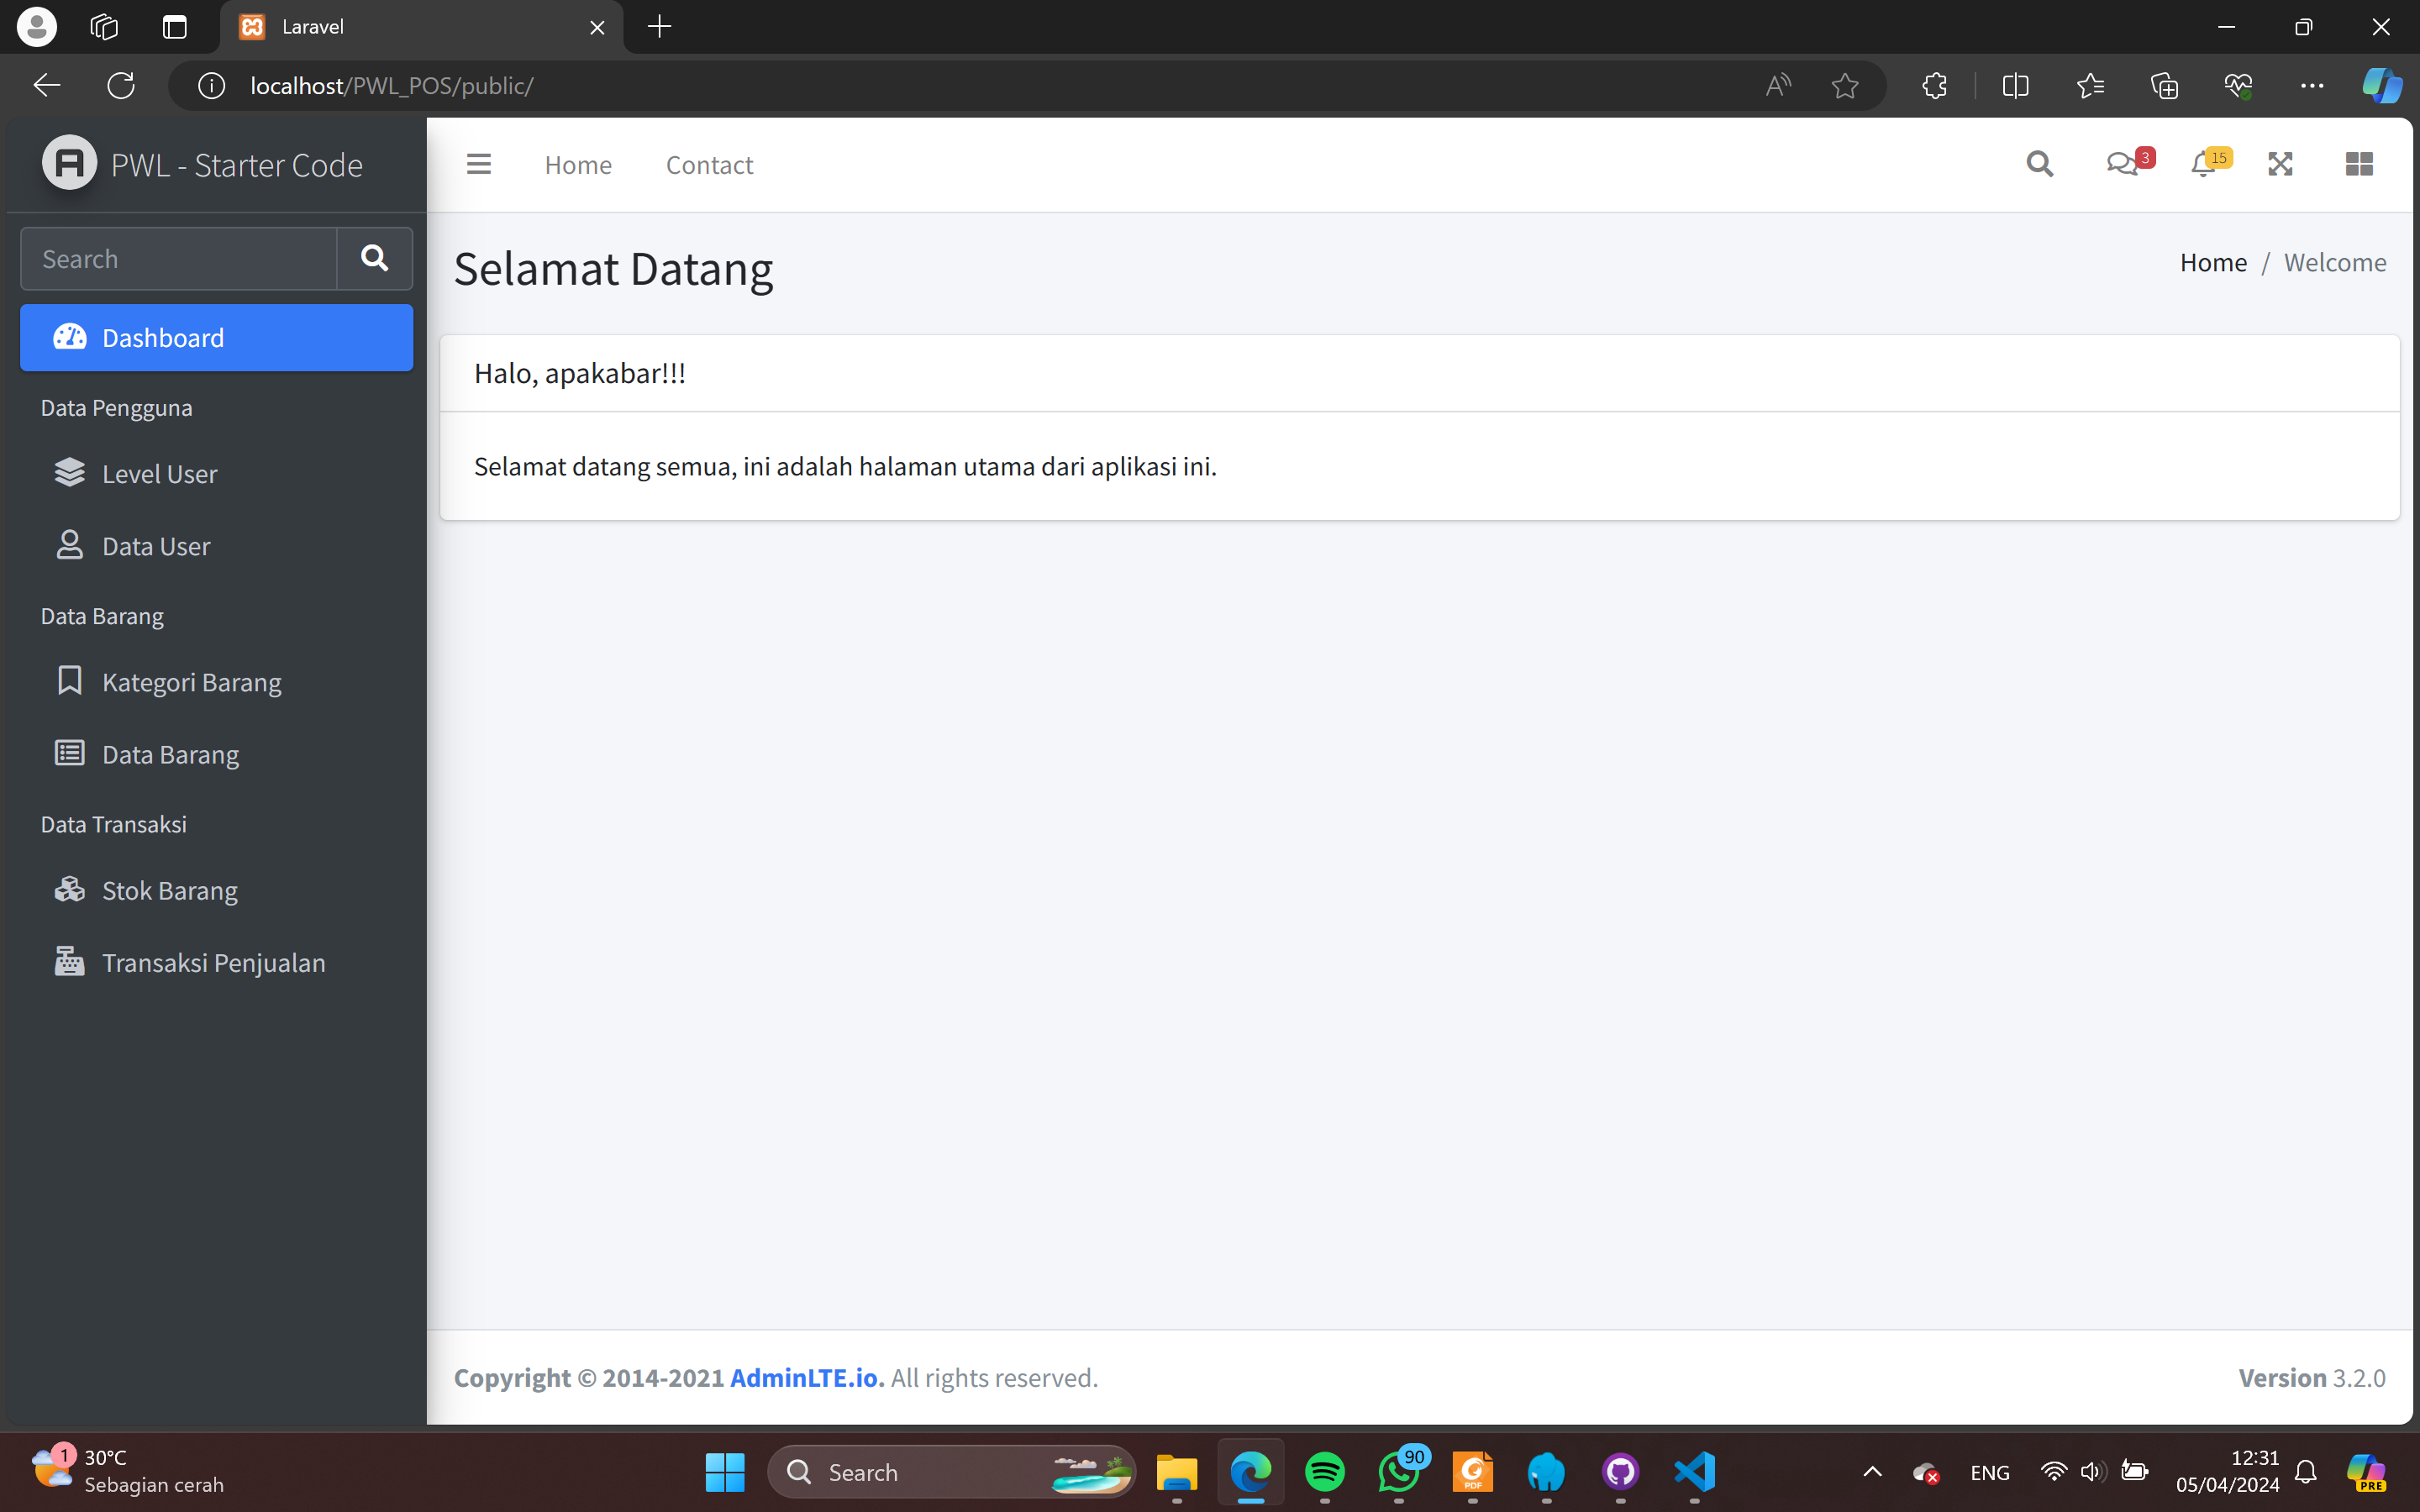 Laravel
localhost/PWL_POS/public/
PWL - Starter Code
Home
Contact
3
15
Search
Selamat Datang
Home / Welcome
Dashboard
Halo, apakabar!!!
Data Pengguna
Selamat datang semua, ini adalah halaman utama dari aplikasi ini.
Level User
Data User
Data Barang
Kategori Barang
Data Barang
Data Transaksi
Stok Barang
Transaksi Penjualan
Copyright © 2014-2021 AdminLTE.io. All rights reserved.
Version 3.2.0
1
30°C
Sebagian cerah
Search
90
PDF
ENG
12:31
05/04/2024
PRE